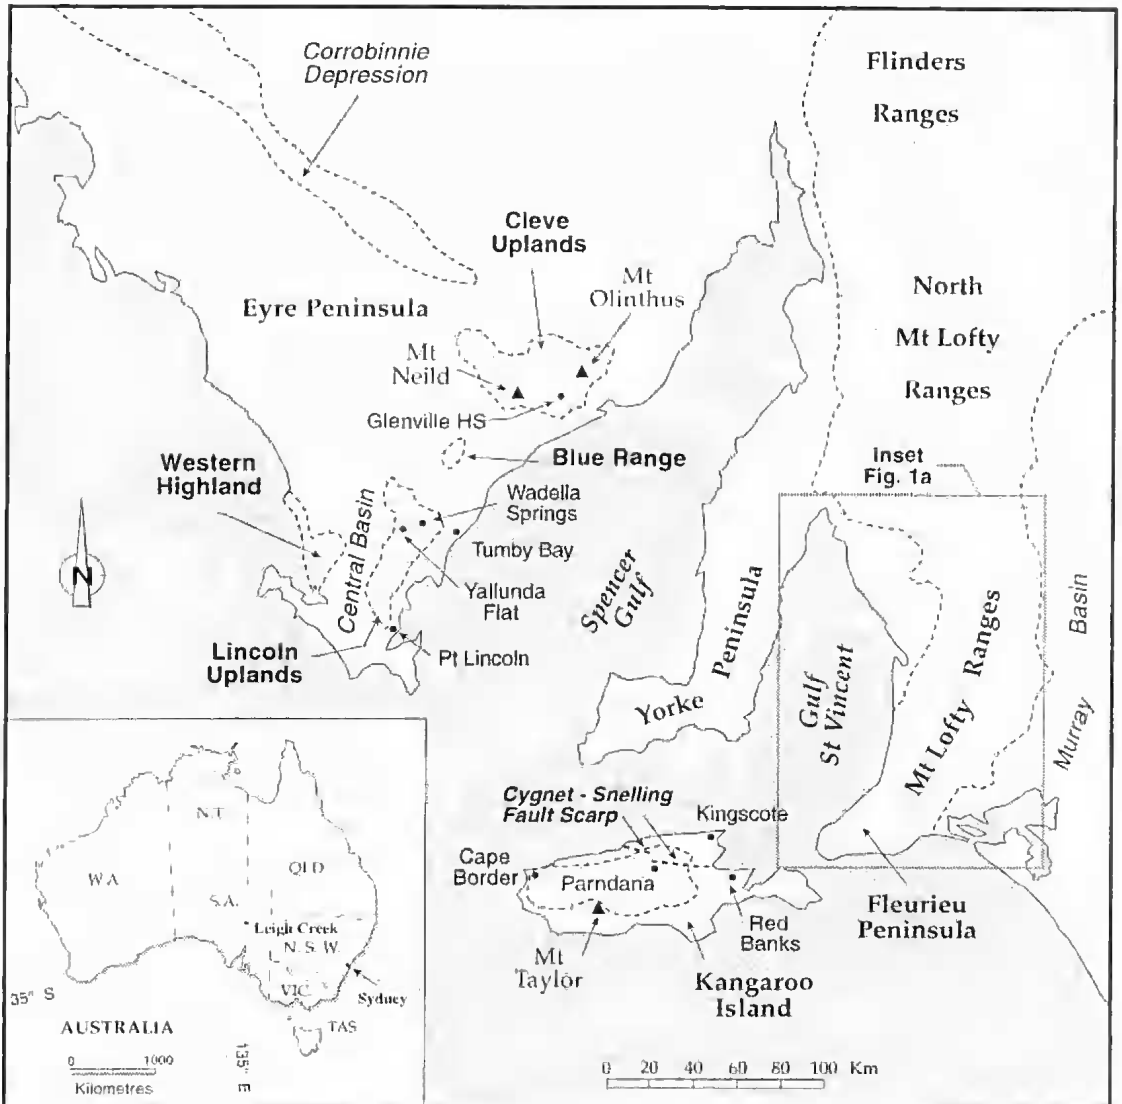 Corrobinnie
Depression
Flinders
Ranges
Cleve
Uplands
Mt
Olinthus
North
Mt Lofty
Ranges
Eyre Peninsula
Mt
Neild
Glenville HS
Blue Range
Inset
Fig. 1a
Western
Highland
Wadella
Springs
Central Basin
Tumby Bay
N
Yallunda
Flat
Spencer
Gulf
Peninsula
Yorke
Basin
Murray
Lincoln
Uplands
Pt Lincoln
Gulf
St Vincent
Mt Lofty Ranges
Cygnet - Snelling
Fault Scarp
Kingscote
Cape
Border
Parndana
Red
Banks
Fleurieu
Peninsula
Mt
Taylor
Kangaroo
Island
N.T.
W.A
QLD
S.A.
Leigh Creek
N.S.W.
VIC
Sydney
35° S
TAS
AUSTRALIA
135° E
0 1000
Kilometres
0 20 40 60 80 100 Km